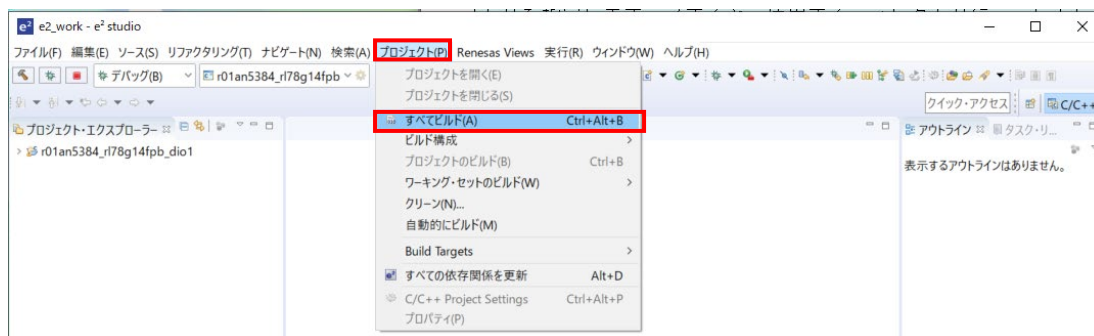 e2_work - e² studio
ファイル(F) 編集(E) ソース(S) リファクタリング(T) ナビゲート(N) 検索(A) プロジェクト(P) Renesas Views 実行(R) ウィンドウ(W) ヘルプ(H)
デバッグ(B) r01an5384_rl78g14fpb
クイック・アクセス C/C++
プロジェクト・エクスプローラー
r01an5384_rl78g14fpb_dio1
プロジェクトを開く(E)
プロジェクトを閉じる(S)
すべてビルド(A) Ctrl+Alt+B
ビルド構成
プロジェクトのビルド(B) Ctrl+B
ワーキング・セットのビルド(W)
クリーン(N)...
自動的にビルド(M)
Build Targets
すべての依存関係を更新 Alt+D
C/C++ Project Settings Ctrl+Alt+P
プロパティ(P)
アウトライン タスク・リ...
表示するアウトラインはありません。